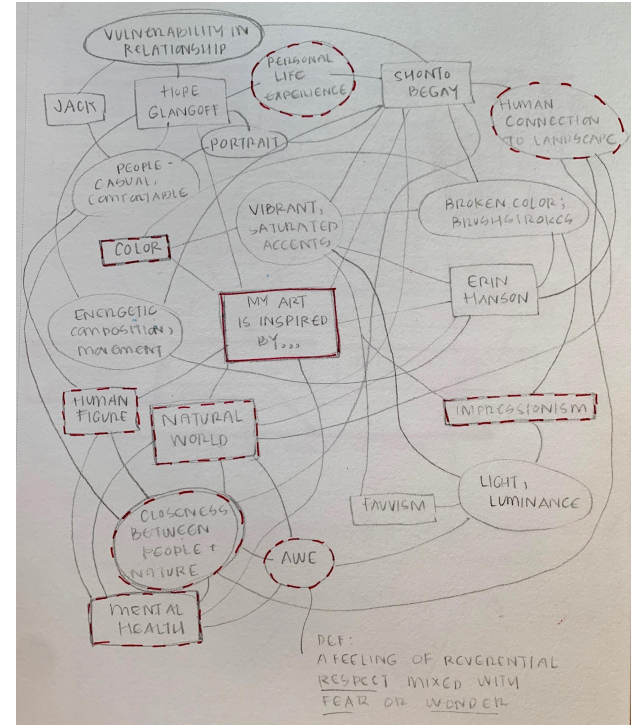 VULNERABILITY IN
RELATIONSHIP
PERSONAL
LIFE
EXPERIENCE
SHONTO
BEGAY
JACK
HOPE
GLANGOFF
HUMAN
CONNECTION
TO LANDSCAPE
PORTRAIT
PEOPLE -
CASUAL,
COMFORTABLE
VIBRANT,
SATURATED
ACCENTS
BROKEN COLOR;
BRUSHSTROKES
COLOR
ERIN
HANSON
MY ART
IS INSPIRED
BY...
ENERGETIC
COMPOSITION,
MOVEMENT
HUMAN
FIGURE
NATURAL
WORLD
IMPRESSIONISM
LIGHT,
LUMINANCE
FAUVISM
CLOSENESS
BETWEEN
PEOPLE +
NATURE
AWE
MENTAL
HEALTH
DEF:
A FEELING OF REVERENTIAL
RESPECT MIXED WITH
FEAR OR WONDER